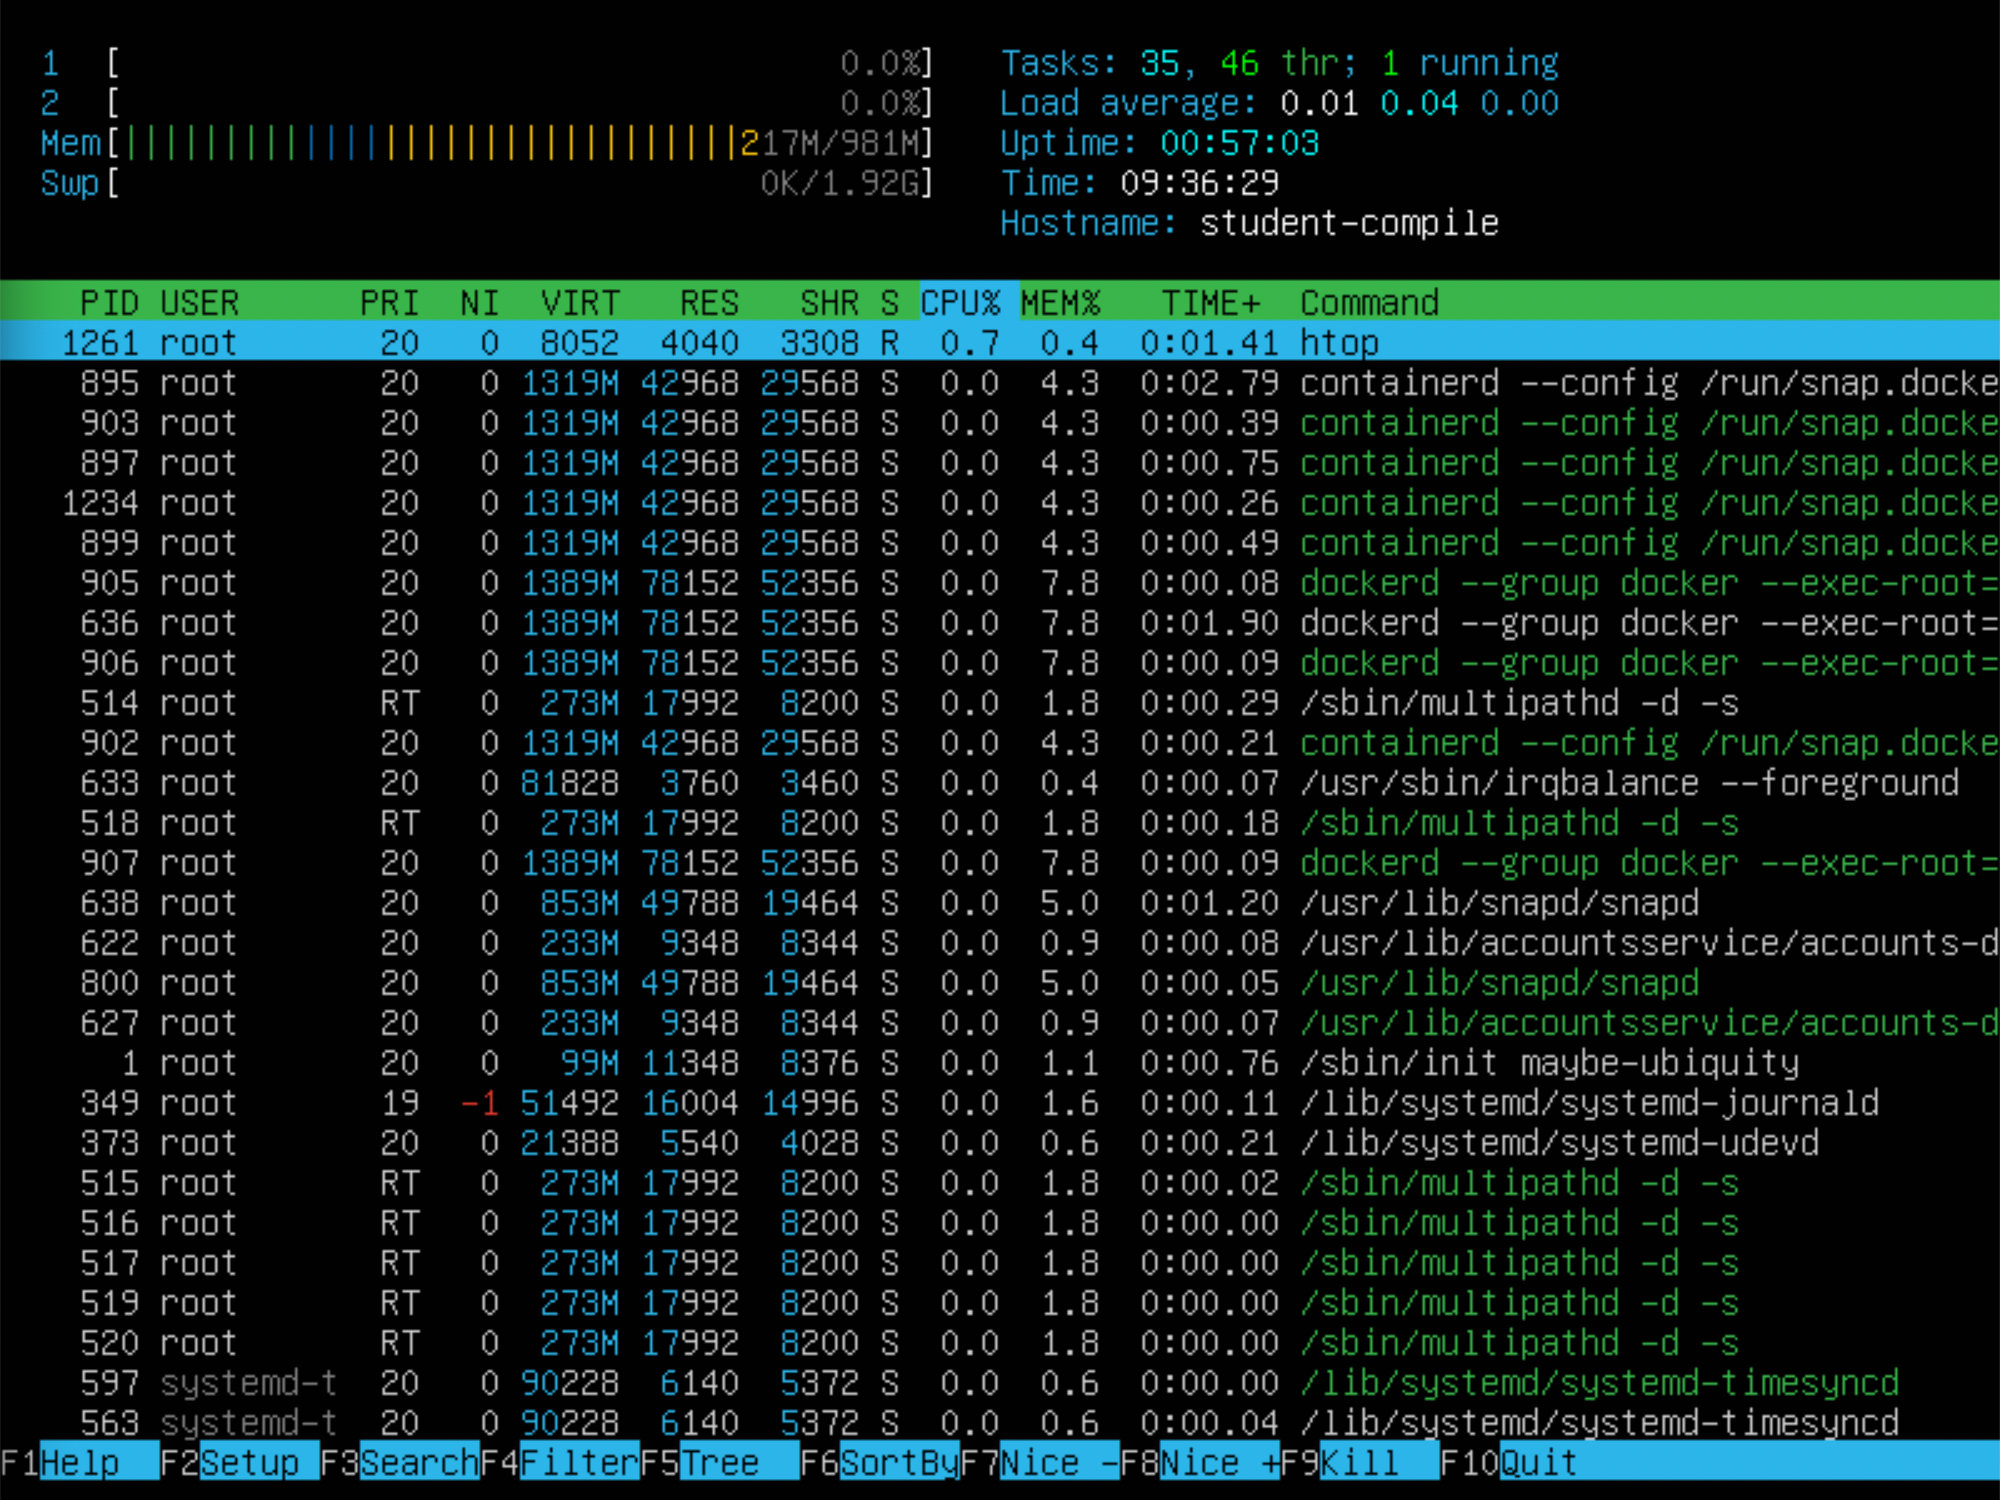 1 [ 0.0%] Tasks: 35, 46 thr; 1 running
2 [ 0.0%] Load average: 0.01 0.04 0.00
Mem[|||||||||||||||||||||||||||||||217M/981M] Uptime: 00:57:03
Swp[ 0K/1.92G] Time: 09:36:29
Hostname: student-compile
PID USER PRI NI VIRT RES SHR S CPU% MEM% TIME+ Command
1261 root 20 0 8052 4040 3308 R 0.7 0.4 0:01.41 htop
895 root 20 0 1319M 42968 29568 S 0.0 4.3 0:02.79 containerd --config /run/snap.docke
903 root 20 0 1319M 42968 29568 S 0.0 4.3 0:00.39 containerd --config /run/snap.docke
897 root 20 0 1319M 42968 29568 S 0.0 4.3 0:00.75 containerd --config /run/snap.docke
1234 root 20 0 1319M 42968 29568 S 0.0 4.3 0:00.26 containerd --config /run/snap.docke
899 root 20 0 1319M 42968 29568 S 0.0 4.3 0:00.49 containerd --config /run/snap.docke
905 root 20 0 1389M 78152 52356 S 0.0 7.8 0:00.08 dockerd --group docker --exec-root=
636 root 20 0 1389M 78152 52356 S 0.0 7.8 0:01.90 dockerd --group docker --exec-root=
906 root 20 0 1389M 78152 52356 S 0.0 7.8 0:00.09 dockerd --group docker --exec-root=
514 root RT 0 273M 17992 8200 S 0.0 1.8 0:00.29 /sbin/multipathd -d -s
902 root 20 0 1319M 42968 29568 S 0.0 4.3 0:00.21 containerd --config /run/snap.docke
633 root 20 0 81828 3760 3460 S 0.0 0.4 0:00.07 /usr/sbin/irqbalance --foreground
518 root RT 0 273M 17992 8200 S 0.0 1.8 0:00.18 /sbin/multipathd -d -s
907 root 20 0 1389M 78152 52356 S 0.0 7.8 0:00.09 dockerd --group docker --exec-root=
638 root 20 0 853M 49788 19464 S 0.0 5.0 0:01.20 /usr/lib/snapd/snapd
622 root 20 0 233M 9348 8344 S 0.0 0.9 0:00.08 /usr/lib/accountsservice/accounts-d
800 root 20 0 853M 49788 19464 S 0.0 5.0 0:00.05 /usr/lib/snapd/snapd
627 root 20 0 233M 9348 8344 S 0.0 0.9 0:00.07 /usr/lib/accountsservice/accounts-d
1 root 20 0 99M 11348 8376 S 0.0 1.1 0:00.76 /sbin/init maybe-ubiquity
349 root 19 -1 51492 16004 14996 S 0.0 1.6 0:00.11 /lib/systemd/systemd-journald
373 root 20 0 21388 5540 4028 S 0.0 0.6 0:00.21 /lib/systemd/systemd-udevd
515 root RT 0 273M 17992 8200 S 0.0 1.8 0:00.02 /sbin/multipathd -d -s
516 root RT 0 273M 17992 8200 S 0.0 1.8 0:00.00 /sbin/multipathd -d -s
517 root RT 0 273M 17992 8200 S 0.0 1.8 0:00.00 /sbin/multipathd -d -s
519 root RT 0 273M 17992 8200 S 0.0 1.8 0:00.00 /sbin/multipathd -d -s
520 root RT 0 273M 17992 8200 S 0.0 1.8 0:00.00 /sbin/multipathd -d -s
597 systemd-t 20 0 90228 6140 5372 S 0.0 0.6 0:00.00 /lib/systemd/systemd-timesyncd
563 systemd-t 20 0 90228 6140 5372 S 0.0 0.6 0:00.04 /lib/systemd/systemd-timesyncd
F1Help F2Setup F3SearchF4FilterF5Tree F6SortByF7Nice -F8Nice +F9Kill F10Quit